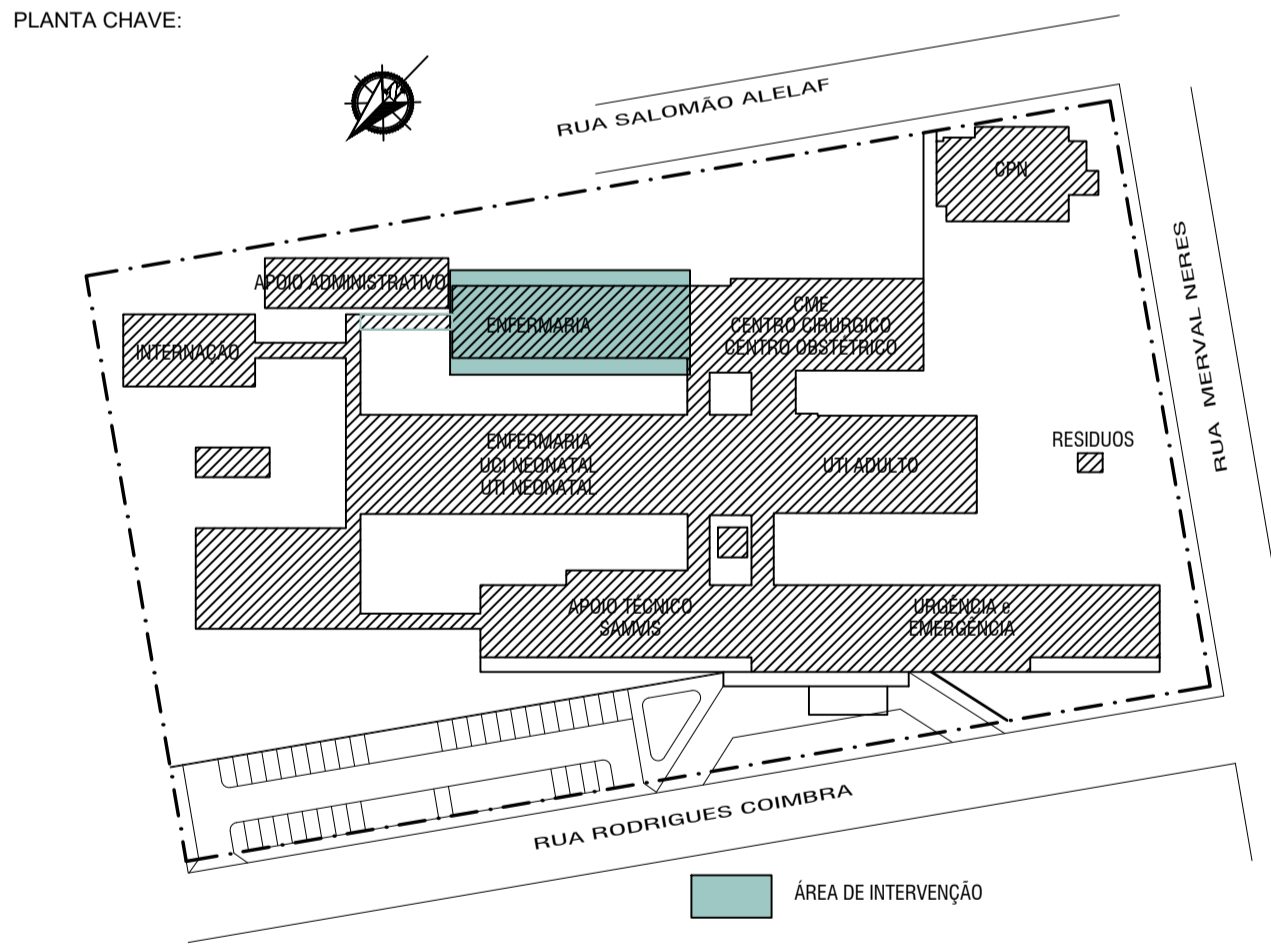 PLANTA CHAVE:
RUA SALOMÃO ALELAF
CPN
RUA MERVAL NERES
APOIO ADMINISTRATIVO
ENFERMARIA
CME
CENTRO CIRURGICO
CENTRO OBSTÉTRICO
INTERNAÇÃO
ENFERMARIA
UCI NEONATAL
UTI NEONATAL
UTI ADULTO
RESIDUOS
APOIO TÉCNICO
SAMVIS
URGÊNCIA e
EMERGÊNCIA
RUA RODRIGUES COIMBRA
ÁREA DE INTERVENÇÃO